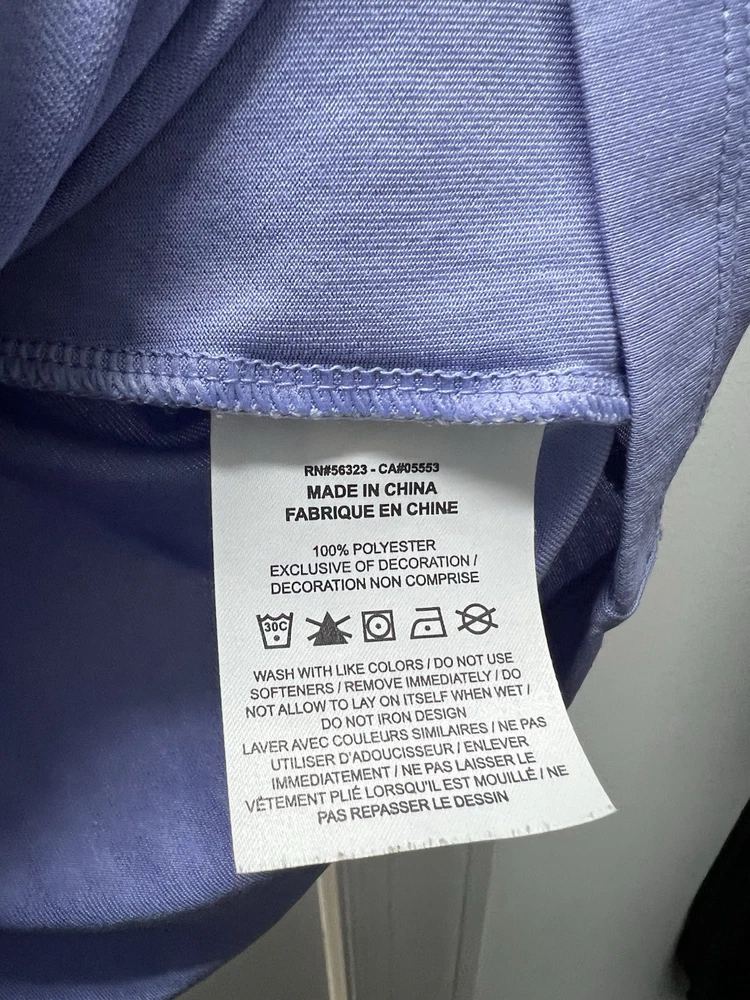 RN#56323 - CA#05553
MADE IN CHINA
FABRIQUE EN CHINE
100% POLYESTER
EXCLUSIVE OF DECORATION /
DECORATION NON COMPRISE
30C
WASH WITH LIKE COLORS / DO NOT USE
SOFTENERS / REMOVE IMMEDIATELY / DO
NOT ALLOW TO LAY ON ITSELF WHEN WET /
DO NOT IRON DESIGN
LAVER AVEC COULEURS SIMILAIRES / NE PAS
UTILISER D'ADOUCISSEUR / ENLEVER
IMMÉDIATEMENT / NE PAS LAISSER LE
VÊTEMENT PLIÉ LORSQU'IL EST MOUILLÉ / NE
PAS REPASSER LE DESSIN